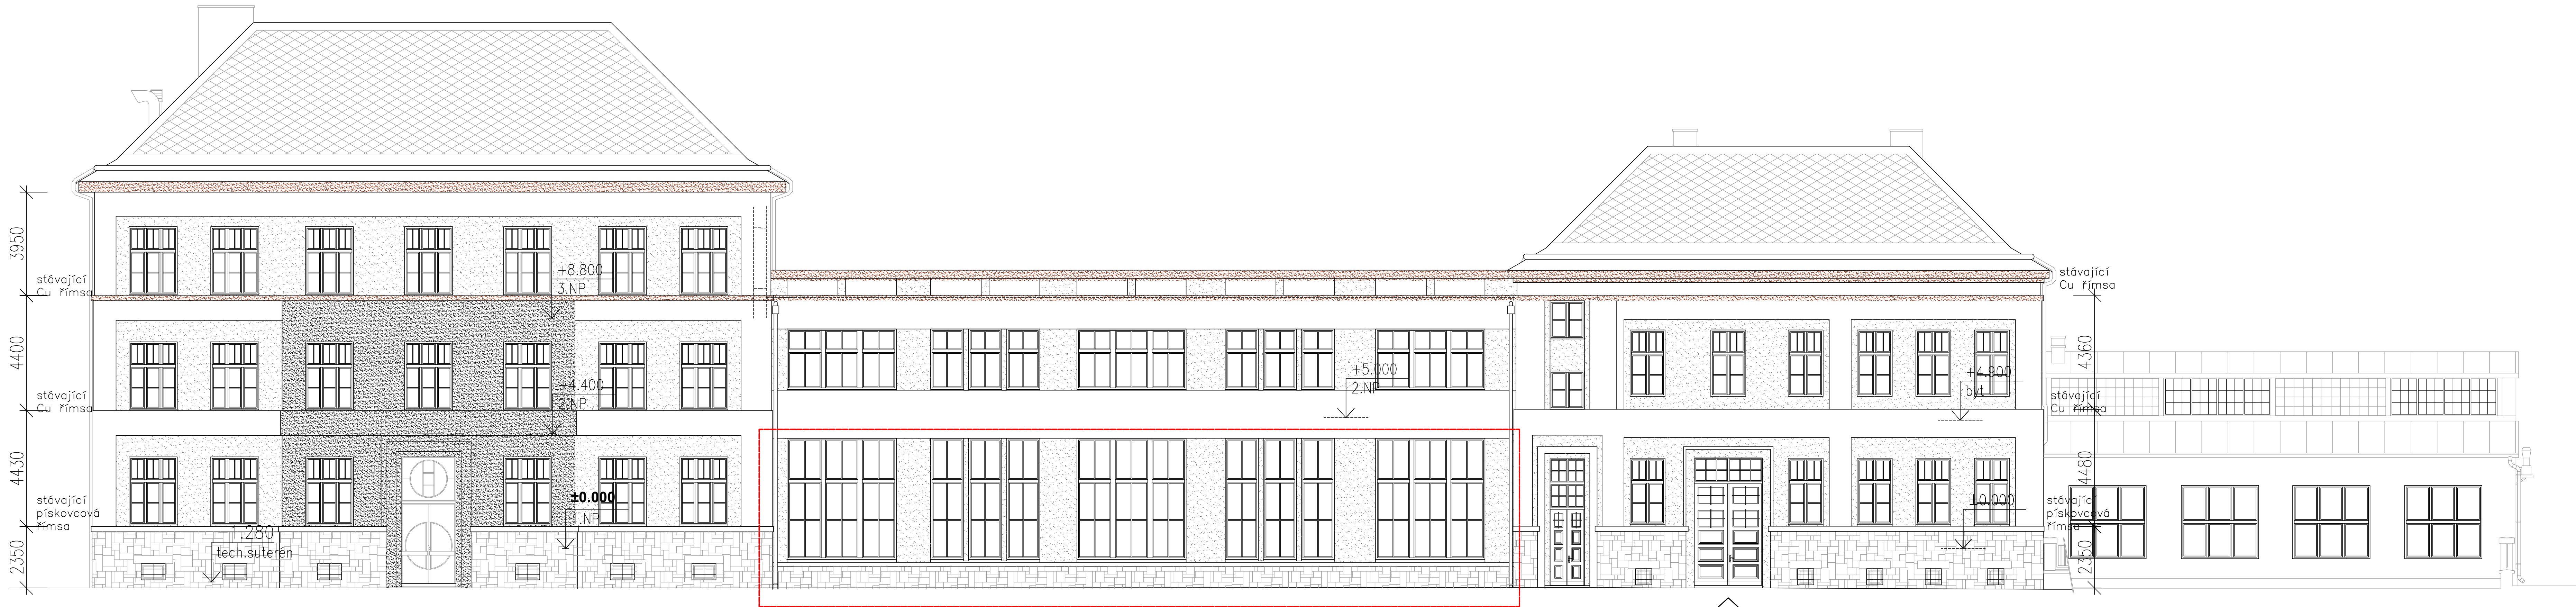 3950
4400
4430
2350
stávající
Cu římsa
stávající
Cu římsa
stávající
pískovcová
římsa
+8.800
3.NP
+4.400
2.NP
±0.000
1.NP
-1.280
tech.suterén
+5.000
2.NP
+4.900
byt
±0.000
stávající
Cu římsa
stávající
Cu římsa
stávající
pískovcová
římsa
4360
4480
2350